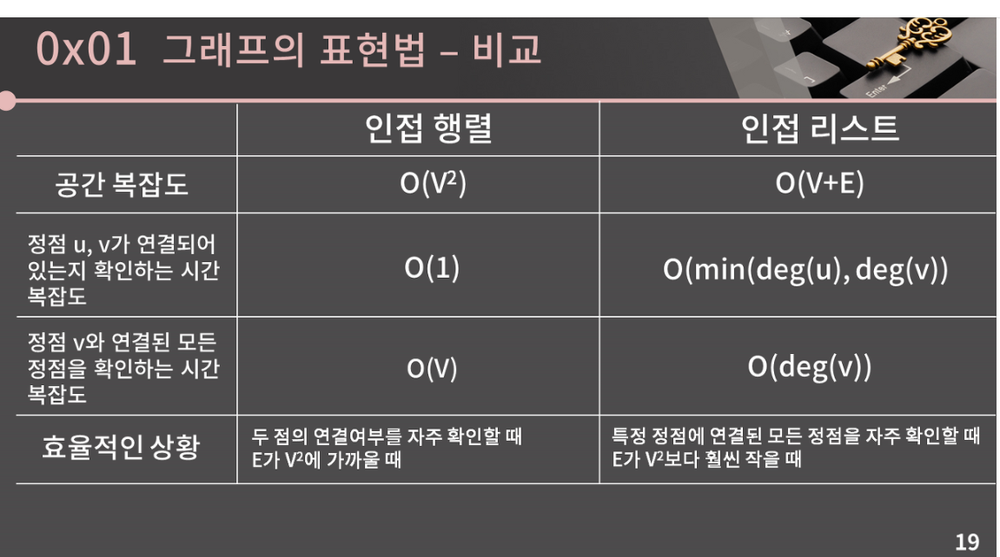 0x01 그래프의 표현법 – 비교
Enter
인접 행렬
인접 리스트
공간 복잡도
O(V²)
O(V+E)
정점 u, v가 연결되어
있는지 확인하는 시간
복잡도
O(1)
O(min(deg(u), deg(v))
정점 v와 연결된 모든
정점을 확인하는 시간
복잡도
O(V)
O(deg(v))
효율적인 상황
두 점의 연결여부를 자주 확인할 때
E가 V²에 가까울 때
특정 정점에 연결된 모든 정점을 자주 확인할 때
E가 V²보다 훨씬 작을 때
19